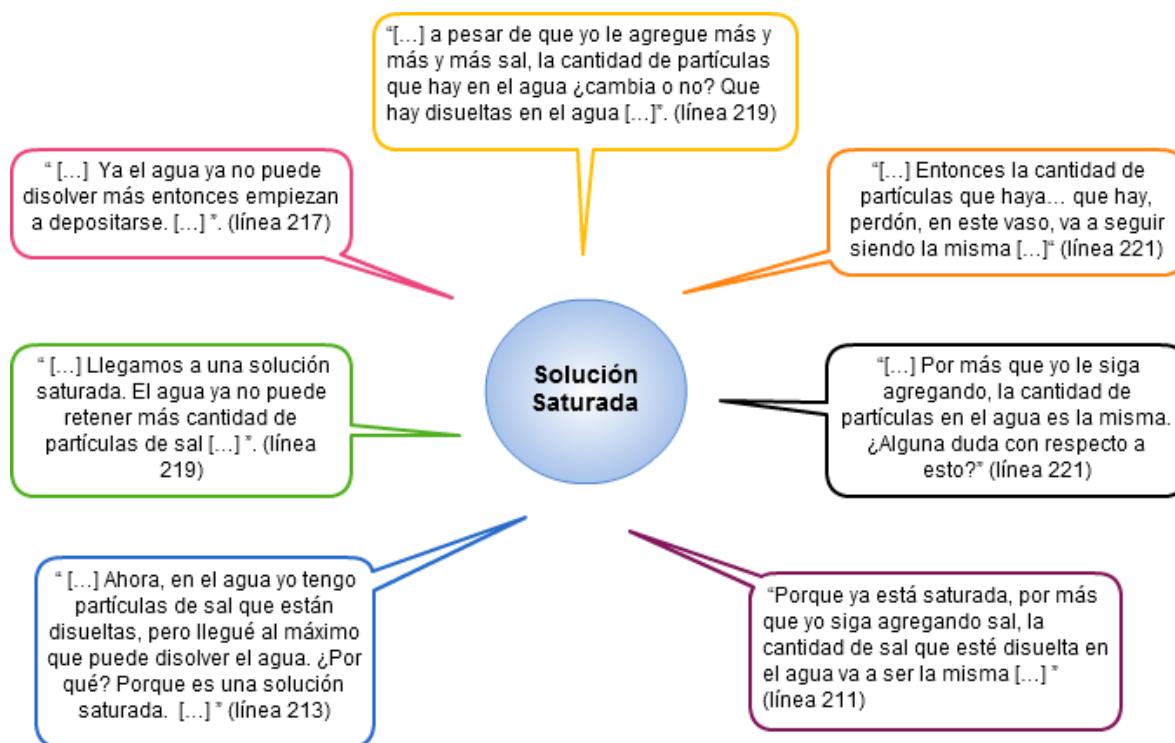 “[…] a pesar de que yo le agregue más y
más y más sal, la cantidad de partículas
que hay en el agua ¿cambia o no? Que
hay disueltas en el agua […]”. (línea 219)
“ […] Ya el agua ya no puede
disolver más entonces empiezan
a depositarse. […] ”. (línea 217)
“[…] Entonces la cantidad de
partículas que haya… que hay,
perdón, en este vaso, va a seguir
siendo la misma […]“ (línea 221)
“ […] Llegamos a una solución
saturada. El agua ya no puede
retener más cantidad de
partículas de sal […] ”. (línea
219)
Solución
Saturada
“[…] Por más que yo le siga
agregando, la cantidad de
partículas en el agua es la misma.
¿Alguna duda con respecto a
esto?” (línea 221)
“ […] Ahora, en el agua yo tengo
partículas de sal que están
disueltas, pero llegué al máximo
que puede disolver el agua. ¿Por
qué? Porque es una solución
saturada. […] ” (línea 213)
“Porque ya está saturada, por más
que yo siga agregando sal, la
cantidad de sal que esté disuelta en
el agua va a ser la misma […] ”
(línea 211)